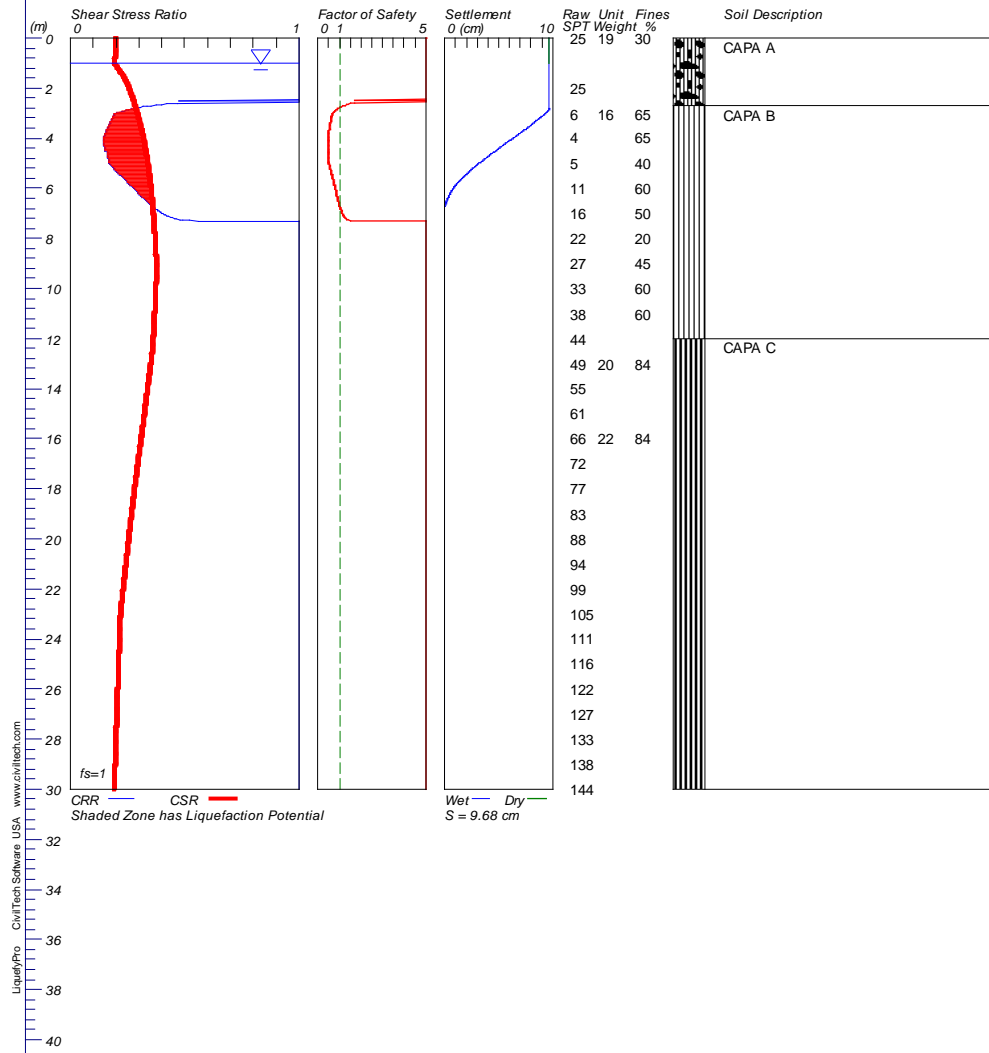 Shear Stress Ratio Factor of Safety Settlement Raw Unit Fines Soil Description
(m) 0 1 0 1 5 0 (cm) 10 SPT Weight %
0 25 19 30 CAPA A
25
2
6 16 65 CAPA B
4 4 65
5 40
6 11 60
16 50
8 22 20
27 45
10 33 60
38 60
12 44 CAPA C
49 20 84
14 55
61
16 66 22 84
72
18 77
83
20 88
94
22 99
105
24 111
116
26 122
127
28 133
138
fs=1
30 144
CRR CSR Wet Dry
Shaded Zone has Liquefaction Potential S = 9.68 cm
32
34
36
38
40
LiquefyPro CivilTech Software USA www.civiltech.com